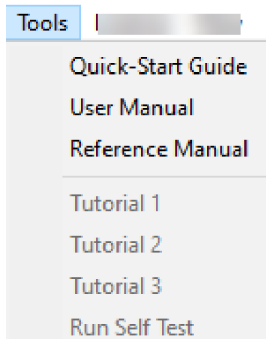 Tools
Quick-Start Guide
User Manual
Reference Manual
Tutorial 1
Tutorial 2
Tutorial 3
Run Self Test